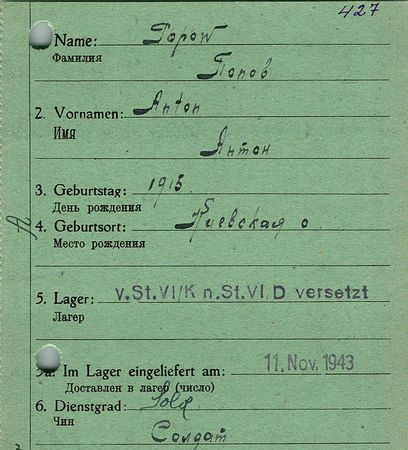 427
Name: Popow
Фамилия
Попов
2. Vornamen: Anton
Имя
Антон
3. Geburtstag: 1915
День рождения
4. Geburtsort: Киевская о
Место рождения
5. Lager: v.St.VI/K n.St.VI D versetzt
Лагерь
5a. Im Lager eingeliefert am: 11. Nov. 1943
Доставлен в лагерь (число)
6. Dienstgrad: Sold
Чин
Солдат